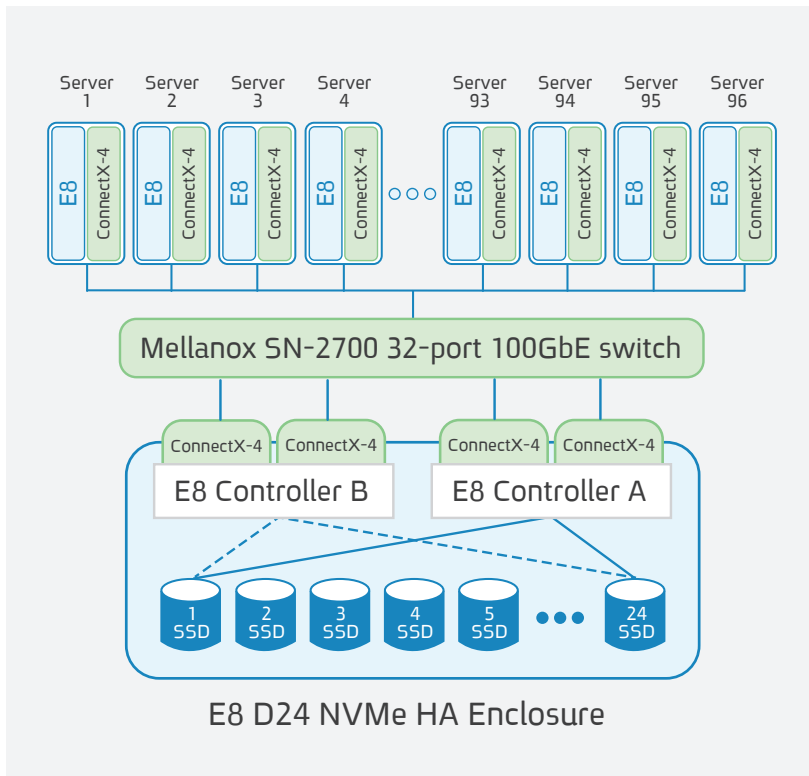 Server 1
Server 2
Server 3
Server 4
Server 93
Server 94
Server 95
Server 96
E8 ConnectX-4
E8 ConnectX-4
E8 ConnectX-4
E8 ConnectX-4
E8 ConnectX-4
E8 ConnectX-4
E8 ConnectX-4
E8 ConnectX-4
Mellanox SN-2700 32-port 100GbE switch
ConnectX-4
ConnectX-4
ConnectX-4
ConnectX-4
E8 Controller B
E8 Controller A
1 SSD
2 SSD
3 SSD
4 SSD
5 SSD
24 SSD
E8 D24 NVMe HA Enclosure